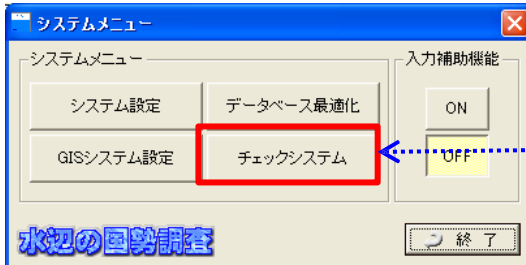 システムメニュー
システムメニュー
入力補助機能
システム設定
データベース最適化
ON
GISシステム設定
チェックシステム
OFF
水辺の国勢調査
終 了